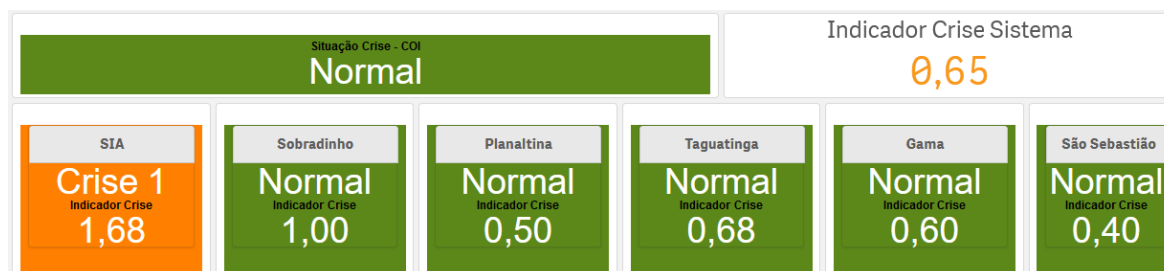 Situação Crise - COI
Normal
Indicador Crise Sistema
0,65
SIA
Crise 1
Indicador Crise
1,68
Sobradinho
Normal
Indicador Crise
1,00
Planaltina
Normal
Indicador Crise
0,50
Taguatinga
Normal
Indicador Crise
0,68
Gama
Normal
Indicador Crise
0,60
São Sebastião
Normal
Indicador Crise
0,40